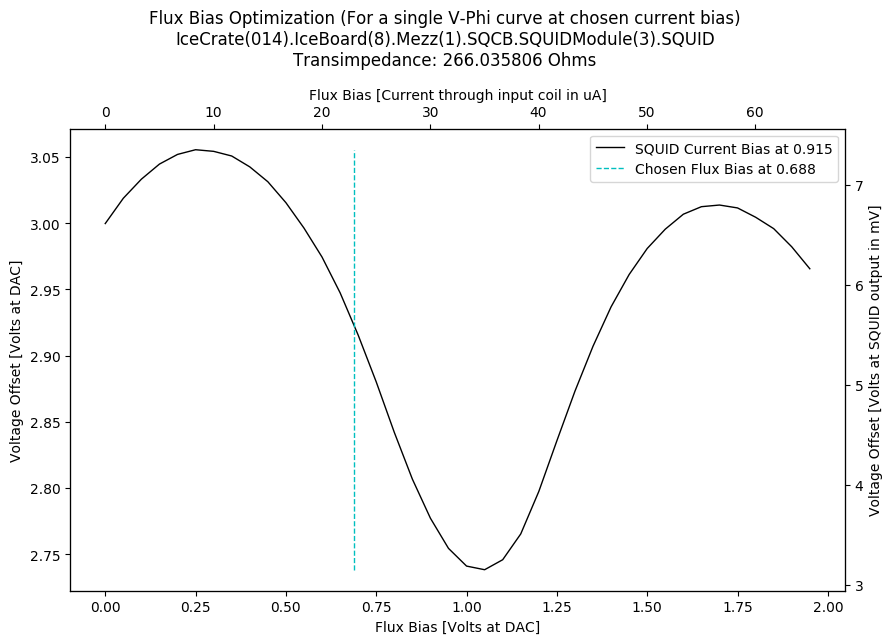 Flux Bias Optimization (For a single V-Phi curve at chosen current bias)
IceCrate(014).IceBoard(8).Mezz(1).SQCB.SQUIDModule(3).SQUID
Transimpedance: 266.035806 Ohms
Flux Bias [Current through input coil in uA]
0 10 20 30 40 50 60
SQUID Current Bias at 0.915
Chosen Flux Bias at 0.688
Voltage Offset [Volts at DAC]
3.05
3.00
2.95
2.90
2.85
2.80
2.75
7
6
5
4
3
Voltage Offset [Volts at SQUID output in mV]
0.00 0.25 0.50 0.75 1.00 1.25 1.50 1.75 2.00
Flux Bias [Volts at DAC]